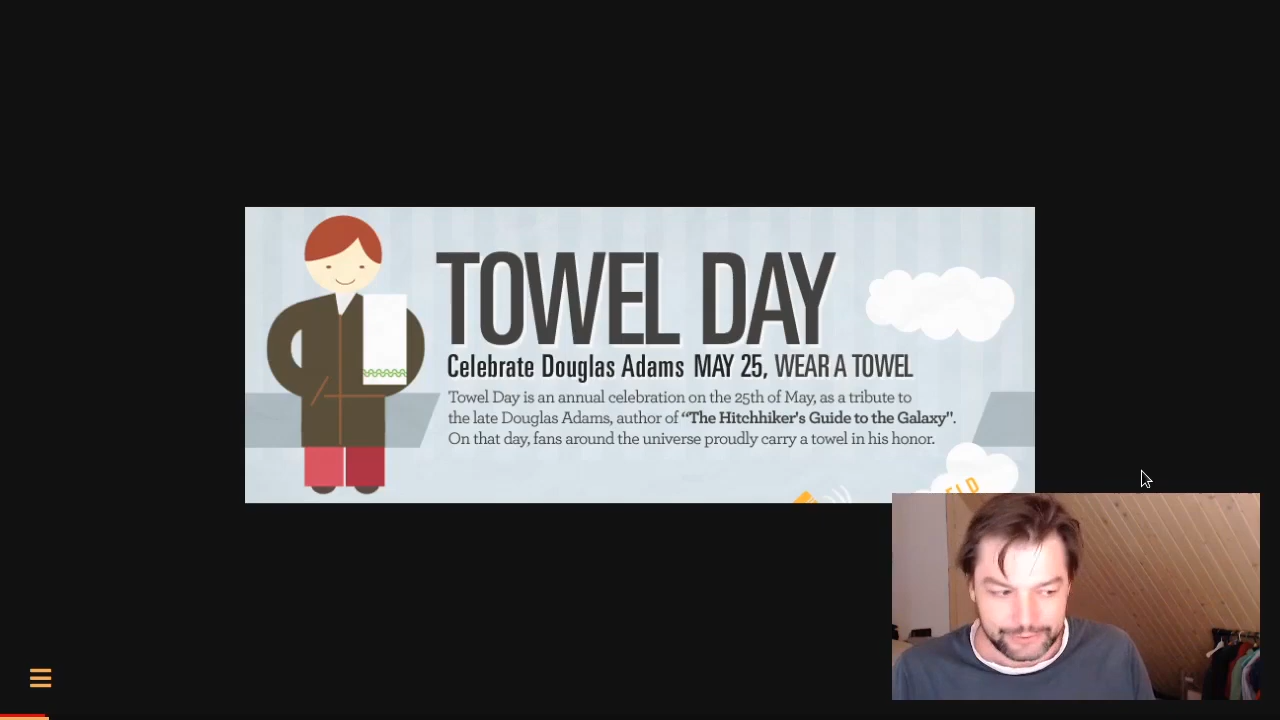 TOWEL DAY
Celebrate Douglas Adams MAY 25, WEAR A TOWEL
Towel Day is an annual celebration on the 25th of May, as a tribute to
the late Douglas Adams, author of “The Hitchhiker's Guide to the Galaxy".
On that day, fans around the universe proudly carry a towel in his honor.